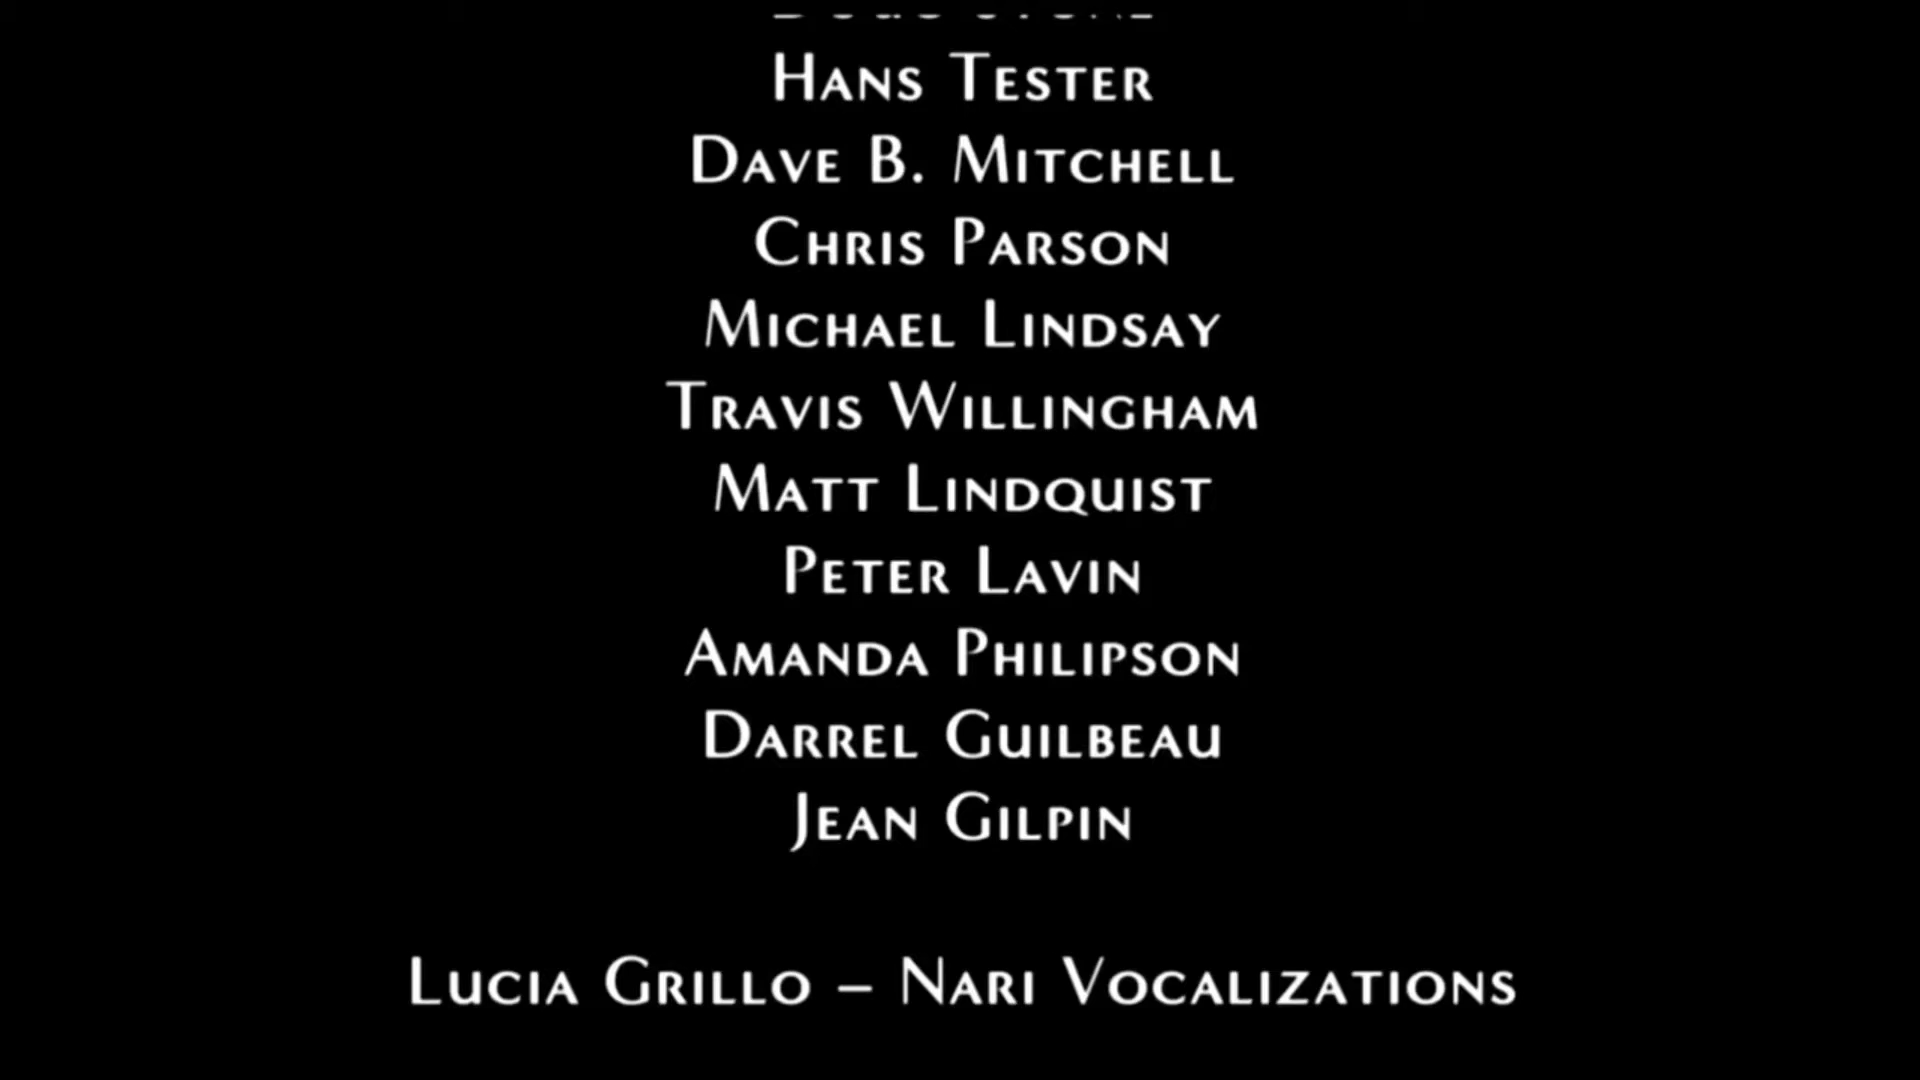 Hans Tester
Dave B. Mitchell
Chris Parson
Michael Lindsay
Travis Willingham
Matt Lindquist
Peter Lavin
Amanda Philipson
Darrel Guilbeau
Jean Gilpin
Lucia Grillo – Nari Vocalizations